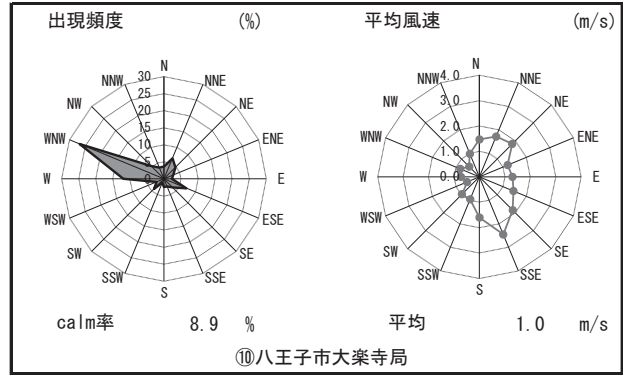 出現頻度 (%) 平均風速 (m/s)
N N
30 4.0
NNW NNE NNW NNE
25
NW 20 NE NW 3.0 NE
15 2.0
WNW 10 ENE WNW 1.0 ENE
5
W 0 E W 0.0 E
WSW ESE WSW ESE
SW SE SW SE
SSW SSE SSW SSE
S S
calm率 8.9 % 平均 1.0 m/s
⑩八王子市大楽寺局